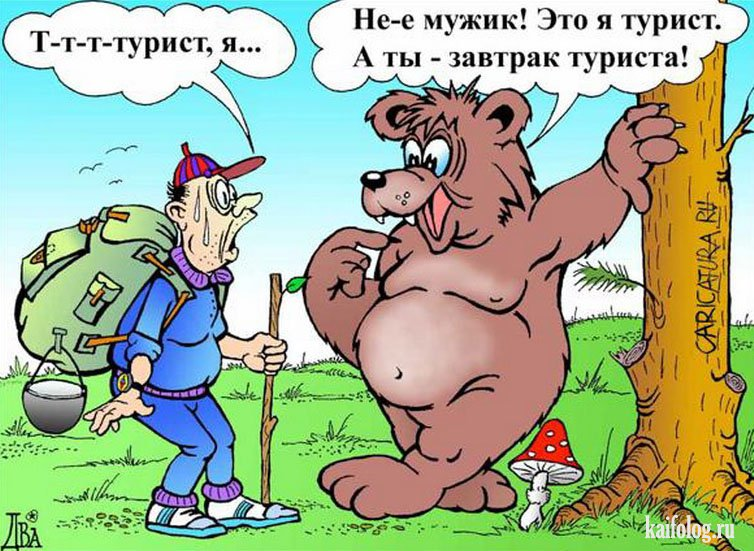 Т-т-т-турист, я...
Не-е мужик! Это я турист.
А ты - завтрак туриста!
CARICATURA.RU
ДВА
kaifolog.ru